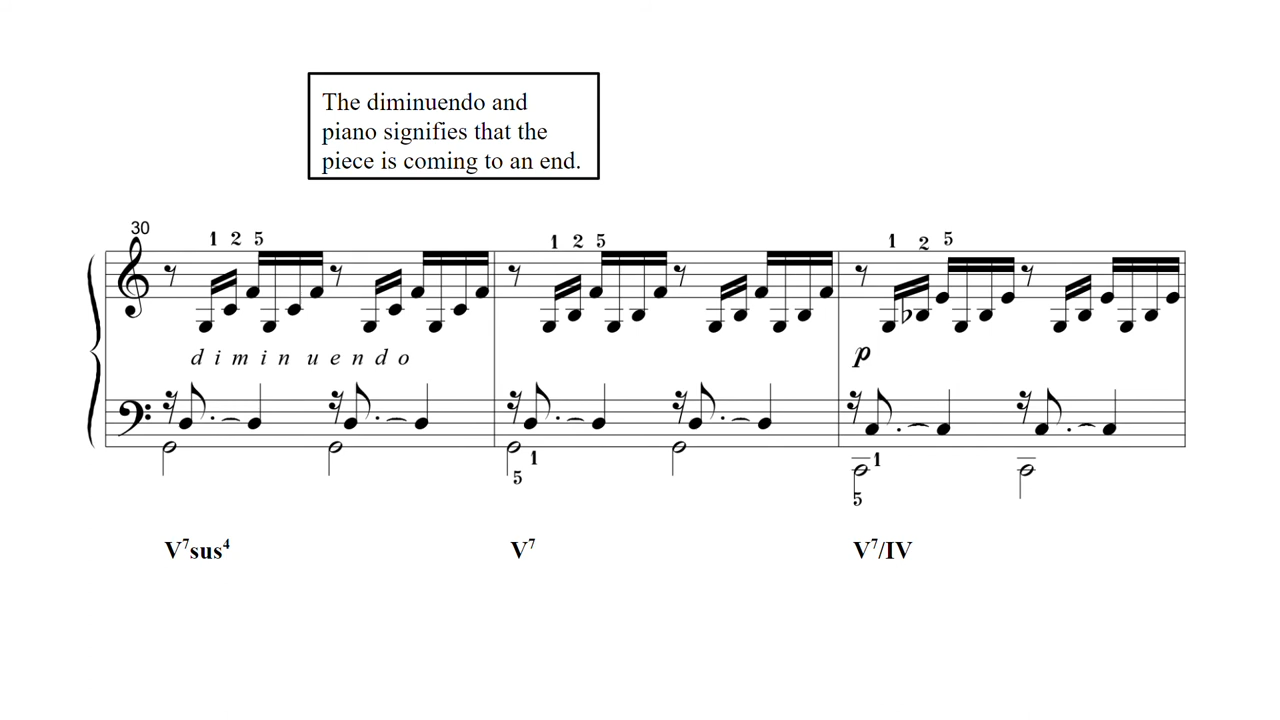 The diminuendo and
piano signifies that the
piece is coming to an end.
30
1 2 5 1 2 5 1 2 5
diminuendo
p
5 1 5 1
V⁷sus⁴ V⁷ V⁷/IV